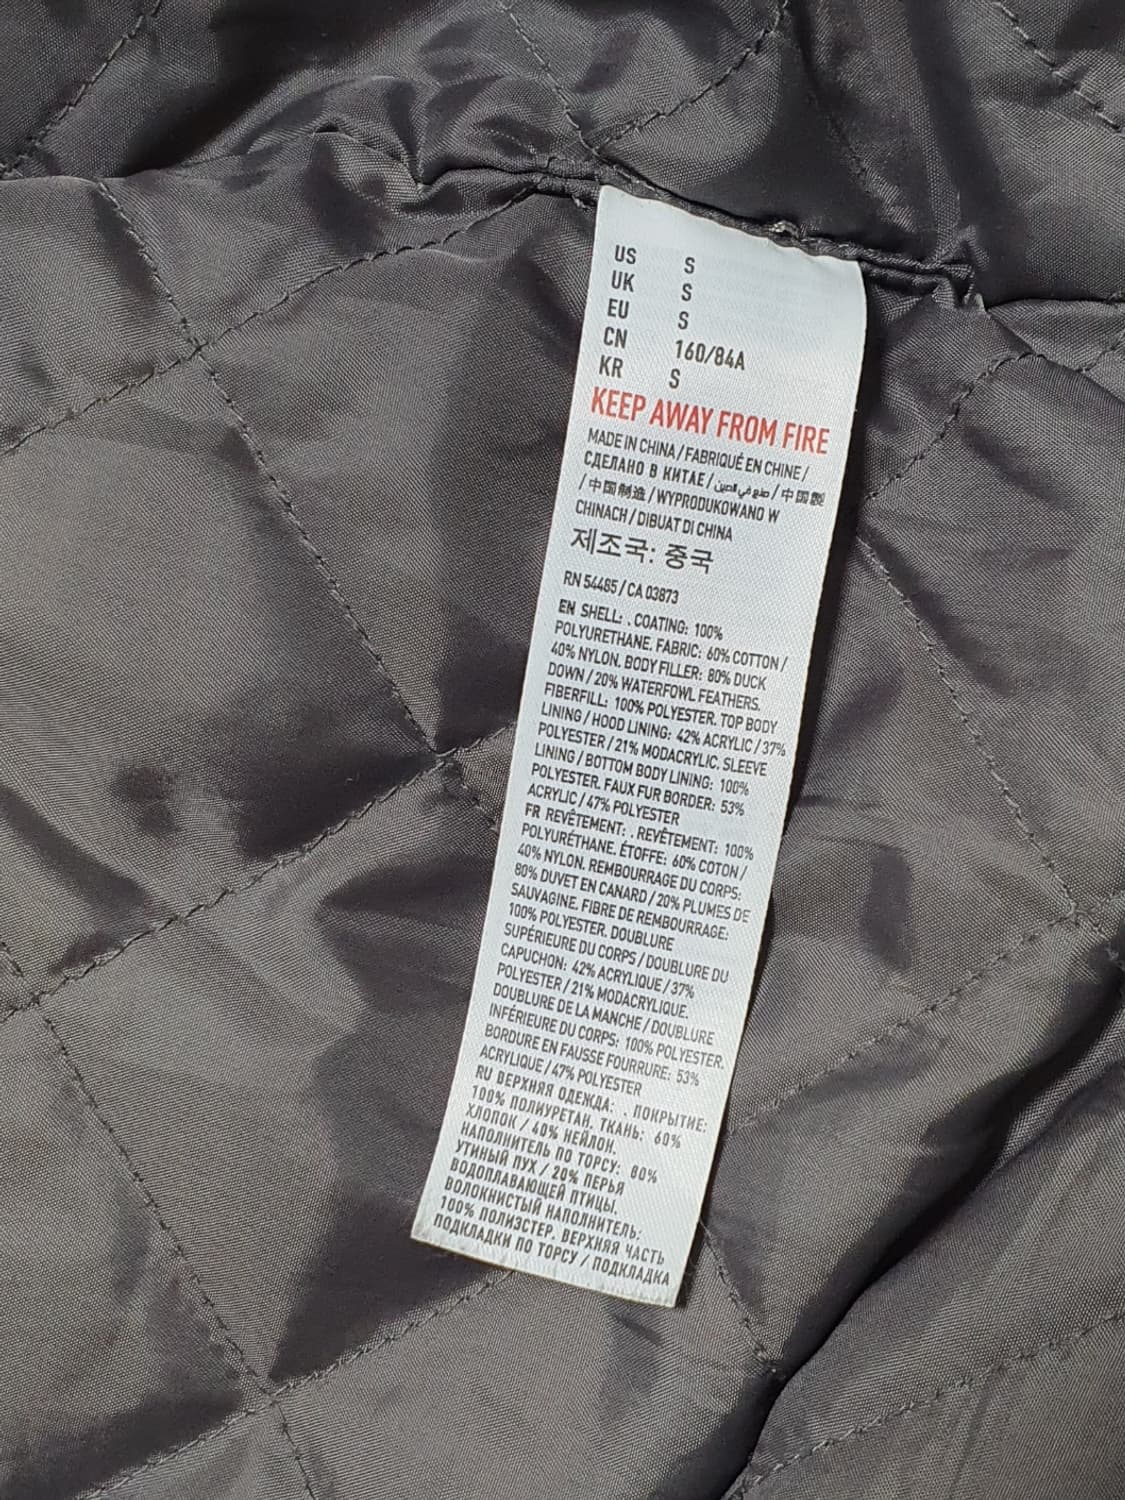 US S
UK S
EU S
CN 160/84A
KR S
KEEP AWAY FROM FIRE
MADE IN CHINA / FABRIQUÉ EN CHINE /
СДЕЛАНО В КИТАЕ / صنع في الصين / 中国製
/ 中国制造 / WYPRODUKOWANO W
CHINACH / DIBUAT DI CHINA
제조국: 중국
RN 54485 / CA 03873
EN SHELL: . COATING: 100%
POLYURETHANE. FABRIC: 60% COTTON /
40% NYLON. BODY FILLER: 80% DUCK
DOWN / 20% WATERFOWL FEATHERS.
FIBERFILL: 100% POLYESTER. TOP BODY
LINING / HOOD LINING: 42% ACRYLIC / 37%
POLYESTER / 21% MODACRYLIC. SLEEVE
LINING / BOTTOM BODY LINING: 100%
POLYESTER. FAUX FUR BORDER: 53%
ACRYLIC / 47% POLYESTER
FR REVÊTEMENT: . REVÊTEMENT: 100%
POLYURÉTHANE. ÉTOFFE: 60% COTON /
40% NYLON. REMBOURRAGE DU CORPS:
80% DUVET EN CANARD / 20% PLUMES DE
SAUVAGINE. FIBRE DE REMBOURRAGE:
100% POLYESTER. DOUBLURE
SUPÉRIEURE DU CORPS / DOUBLURE DU
CAPUCHON: 42% ACRYLIQUE / 37%
POLYESTER / 21% MODACRYLIQUE.
DOUBLURE DE LA MANCHE / DOUBLURE
INFÉRIEURE DU CORPS: 100% POLYESTER.
BORDURE EN FAUSSE FOURRURE: 53%
ACRYLIQUE / 47% POLYESTER
RU ВЕРХНЯЯ ОДЕЖДА: . ПОКРЫТИЕ:
100% ПОЛИУРЕТАН. ТКАНЬ: 60%
ХЛОПОК / 40% НЕЙЛОН.
НАПОЛНИТЕЛЬ ПО ТОРСУ: 80%
УТИНЫЙ ПУХ / 20% ПЕРЬЯ
ВОДОПЛАВАЮЩЕЙ ПТИЦЫ.
ВОЛОКНИСТЫЙ НАПОЛНИТЕЛЬ:
100% ПОЛИЭСТЕР. ВЕРХНЯЯ ЧАСТЬ
ПОДКЛАДКИ ПО ТОРСУ / ПОДКЛАДКА